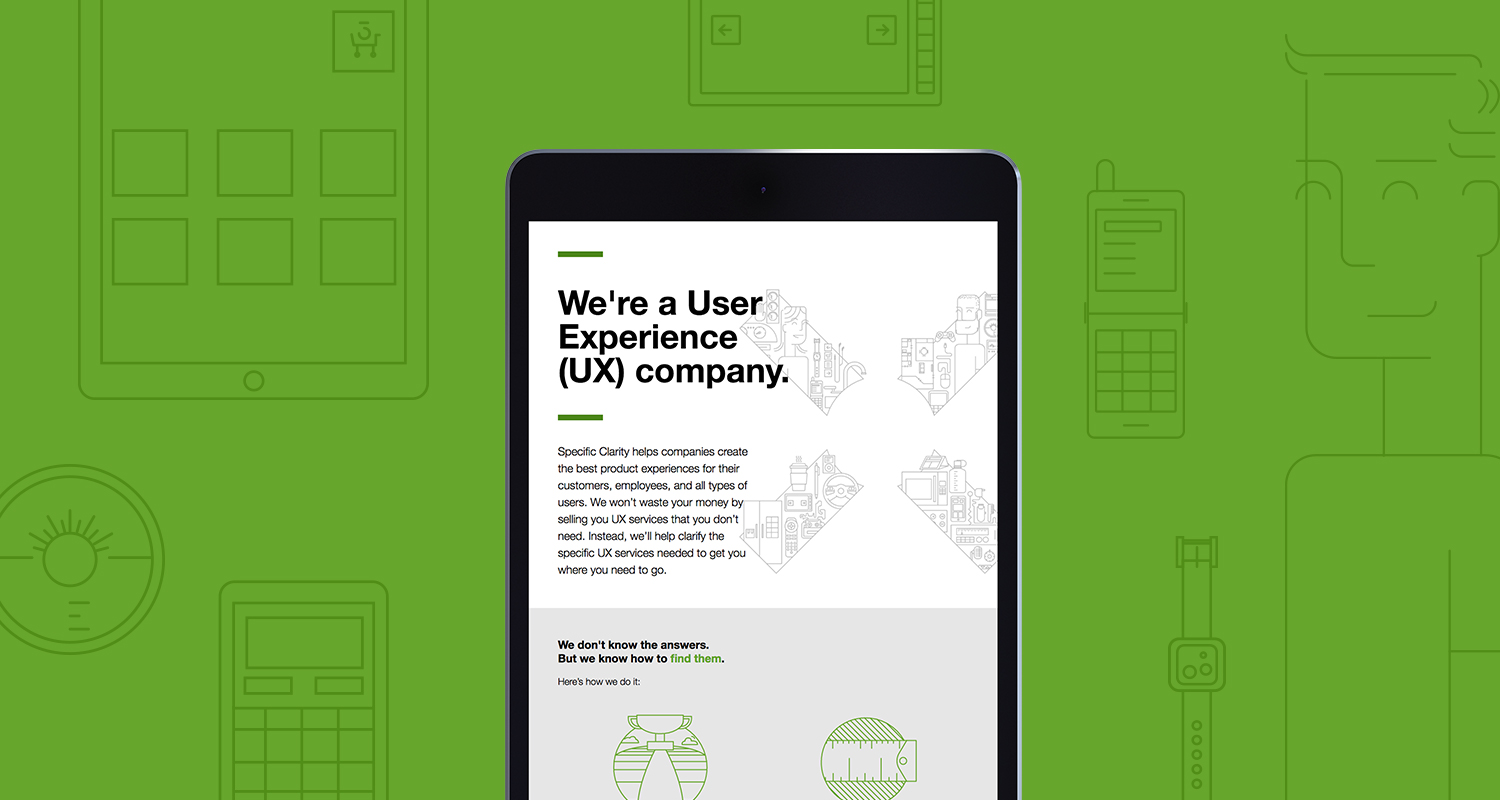 We're a User
Experience
(UX) company.
Specific Clarity helps companies create
the best product experiences for their
customers, employees, and all types of
users. We won’t waste your money by
selling you UX services that you don’t
need. Instead, we’ll help clarify the
specific UX services needed to get you
where you need to go.
We don't know the answers.
But we know how to find them.
Here’s how we do it: